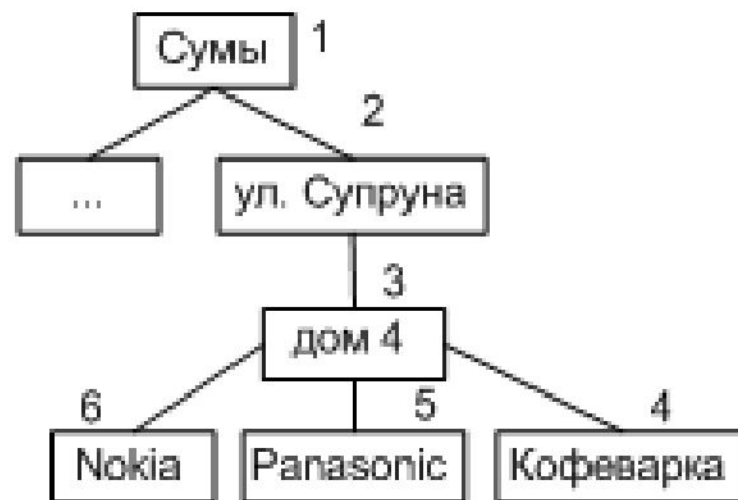 Сумы 1
2
... ул. Супруна
3
дом 4
6 5 4
Nokia Panasonic Кофеварка